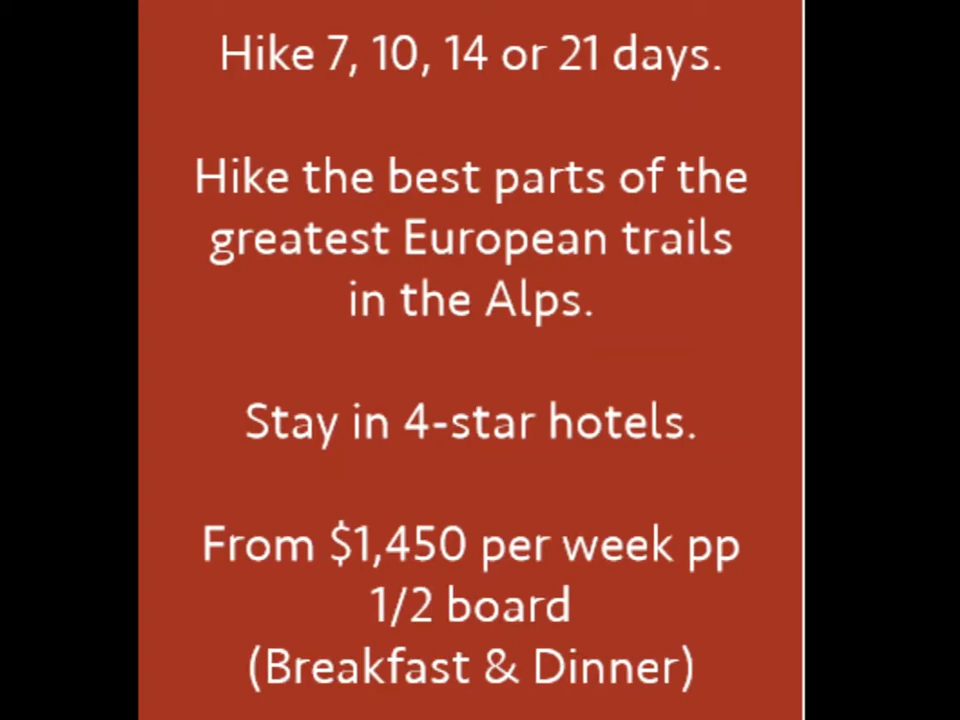 Hike 7, 10, 14 or 21 days.
Hike the best parts of the
greatest European trails
in the Alps.
Stay in 4-star hotels.
From $1,450 per week pp
1/2 board
(Breakfast & Dinner)